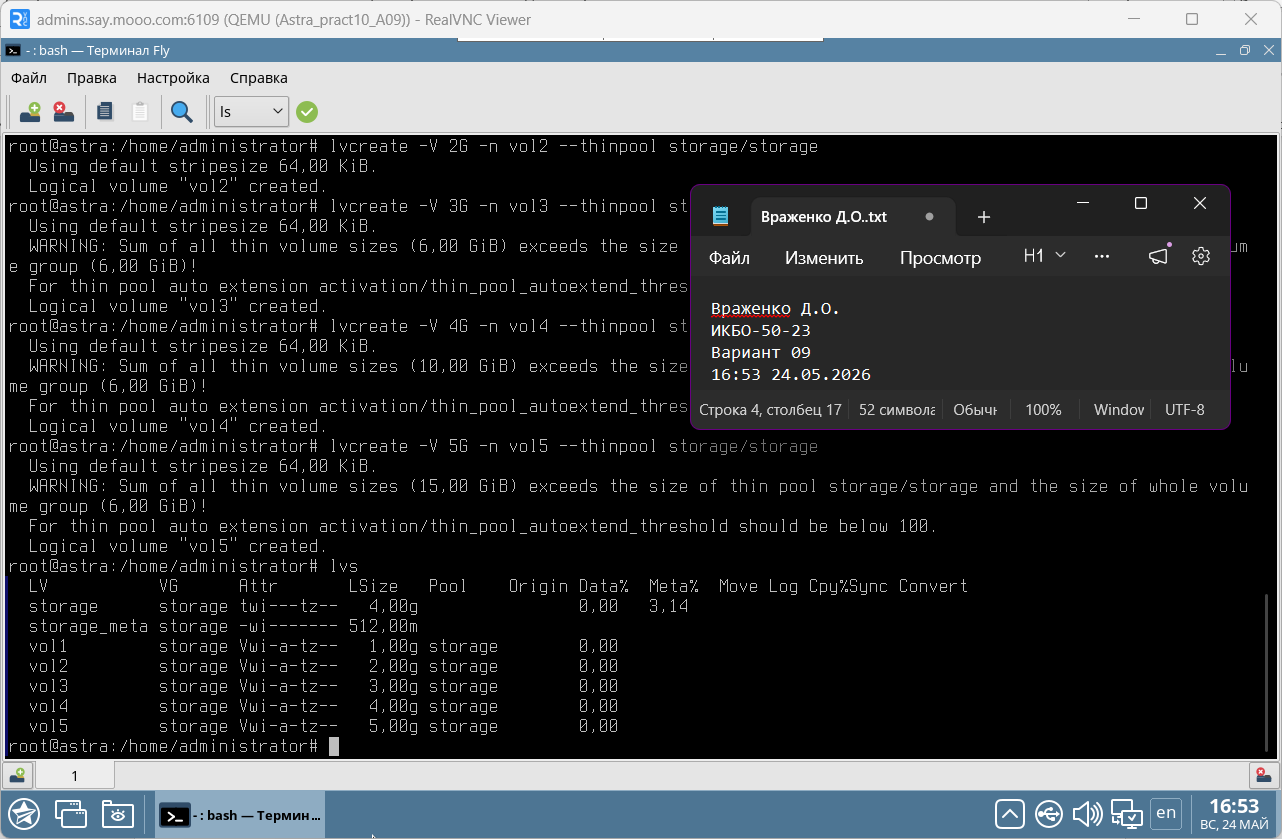 admins.say.mooo.com:6109 (QEMU (Astra_pract10_A09)) - RealVNC Viewer
- : bash — Терминал Fly
Файл Правка Настройка Справка
ls
root@astra:/home/administrator# lvcreate -V 2G -n vol2 --thinpool storage/storage
Using default stripesize 64,00 KiB.
Logical volume "vol2" created.
root@astra:/home/administrator# lvcreate -V 3G -n vol3 --thinpool st
Using default stripesize 64,00 KiB.
WARNING: Sum of all thin volume sizes (6,00 GiB) exceeds the size um
e group (6,00 GiB)!
For thin pool auto extension activation/thin_pool_autoextend_thres
Logical volume "vol3" created.
root@astra:/home/administrator# lvcreate -V 4G -n vol4 --thinpool st
Using default stripesize 64,00 KiB.
WARNING: Sum of all thin volume sizes (10,00 GiB) exceeds the size lu
me group (6,00 GiB)!
For thin pool auto extension activation/thin_pool_autoextend_thres
Logical volume "vol4" created.
root@astra:/home/administrator# lvcreate -V 5G -n vol5 --thinpool storage/storage
Using default stripesize 64,00 KiB.
WARNING: Sum of all thin volume sizes (15,00 GiB) exceeds the size of thin pool storage/storage and the size of whole volu
me group (6,00 GiB)!
For thin pool auto extension activation/thin_pool_autoextend_threshold should be below 100.
Logical volume "vol5" created.
root@astra:/home/administrator# lvs
LV VG Attr LSize Pool Origin Data% Meta% Move Log Cpy%Sync Convert
storage storage twi---tz-- 4,00g 0,00 3,14
storage_meta storage -wi------- 512,00m
vol1 storage Vwi-a-tz-- 1,00g storage 0,00
vol2 storage Vwi-a-tz-- 2,00g storage 0,00
vol3 storage Vwi-a-tz-- 3,00g storage 0,00
vol4 storage Vwi-a-tz-- 4,00g storage 0,00
vol5 storage Vwi-a-tz-- 5,00g storage 0,00
root@astra:/home/administrator#
Враженко Д.О..txt
Файл Изменить Просмотр H1
Враженко Д.О.
ИКБО-50-23
Вариант 09
16:53 24.05.2026
Строка 4, столбец 17 52 символа Обычн 100% Window UTF-8
1
- : bash — Термин...
en
16:53
ВС, 24 МАЙ